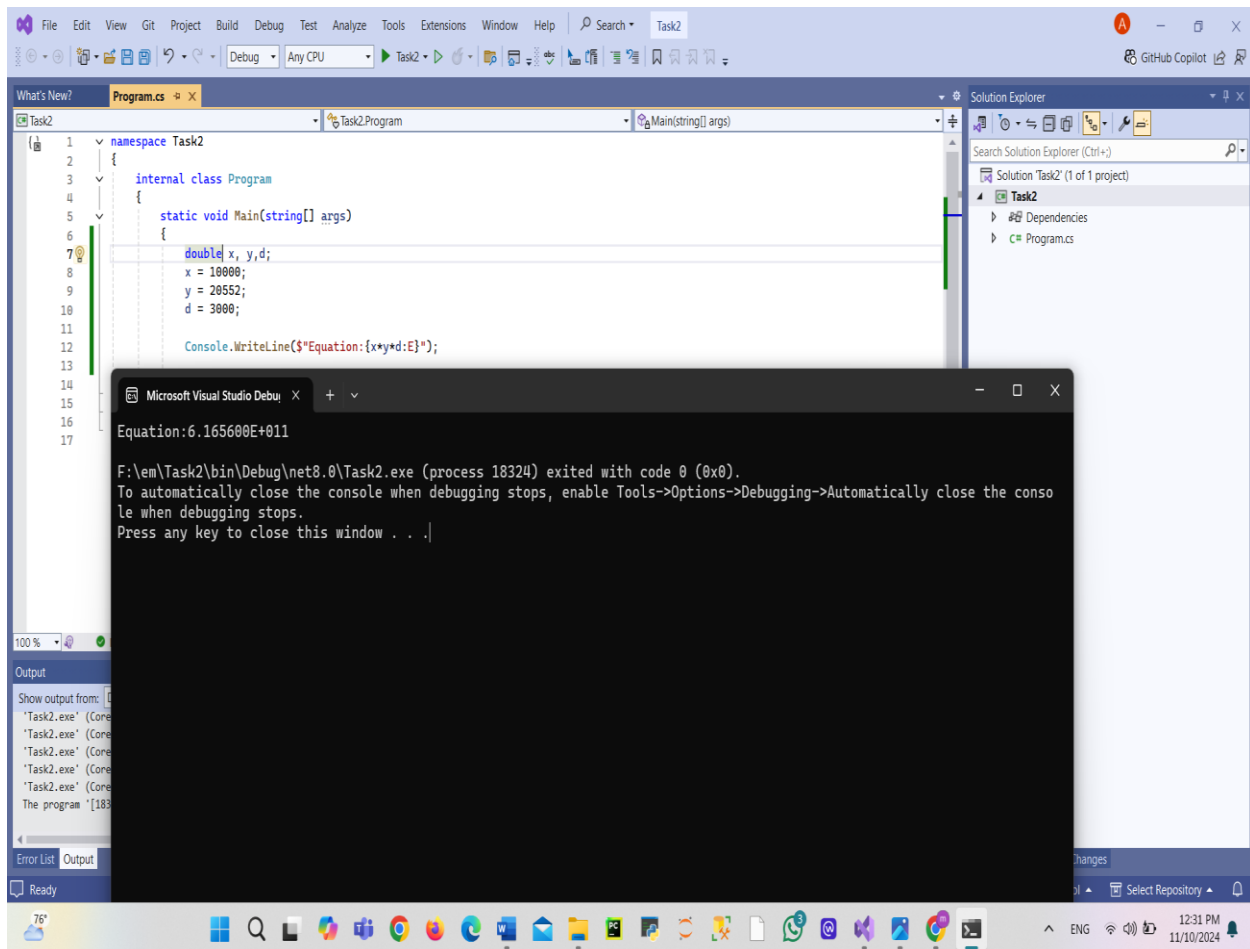 File Edit View Git Project Build Debug Test Analyze Tools Extensions Window Help Search Task2
A
Debug Any CPU Task2 GitHub Copilot
What's New? Program.cs
Task2 Task2.Program Main(string[] args)
1 namespace Task2
2 {
3 internal class Program
4 {
5 static void Main(string[] args)
6 {
7 double x, y,d;
8 x = 10000;
9 y = 20552;
10 d = 3000;
11
12 Console.WriteLine($"Equation:{x*y*d:E}");
13
14
15
16
17
Solution Explorer
Search Solution Explorer (Ctrl+;)
Solution 'Task2' (1 of 1 project)
Task2
Dependencies
C# Program.cs
Microsoft Visual Studio Debu
Equation:6.165600E+011
F:\em\Task2\bin\Debug\net8.0\Task2.exe (process 18324) exited with code 0 (0x0).
To automatically close the console when debugging stops, enable Tools->Options->Debugging->Automatically close the conso
le when debugging stops.
Press any key to close this window . . .
100 %
Output
Show output from:
'Task2.exe' (Core
'Task2.exe' (Core
'Task2.exe' (Core
'Task2.exe' (Core
'Task2.exe' (Core
The program '[183
Error List Output
Changes
Ready
Select Repository
76°
ENG
12:31 PM
11/10/2024